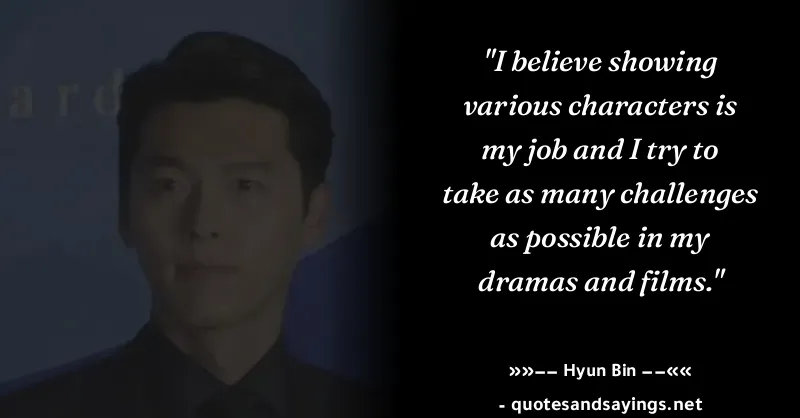 ard
"I believe showing
various characters is
my job and I try to
take as many challenges
as possible in my
dramas and films."
»»—— Hyun Bin ——««
- quotesandsayings.net